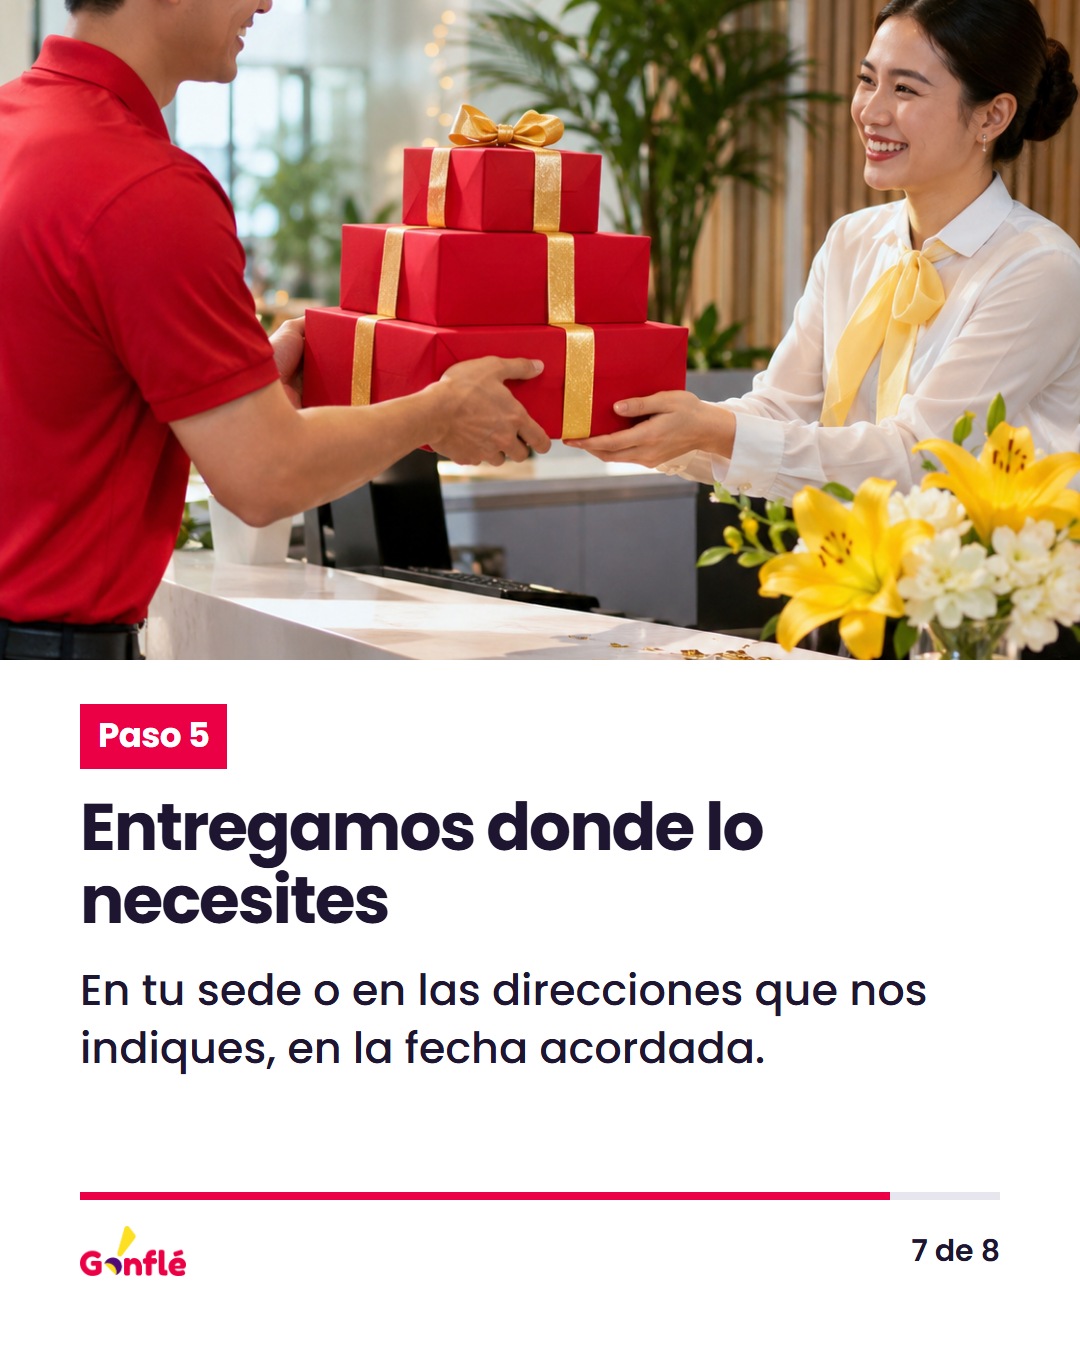 Paso 5
Entregamos donde lo
necesites
En tu sede o en las direcciones que nos
indiques, en la fecha acordada.
Gonflé
7 de 8